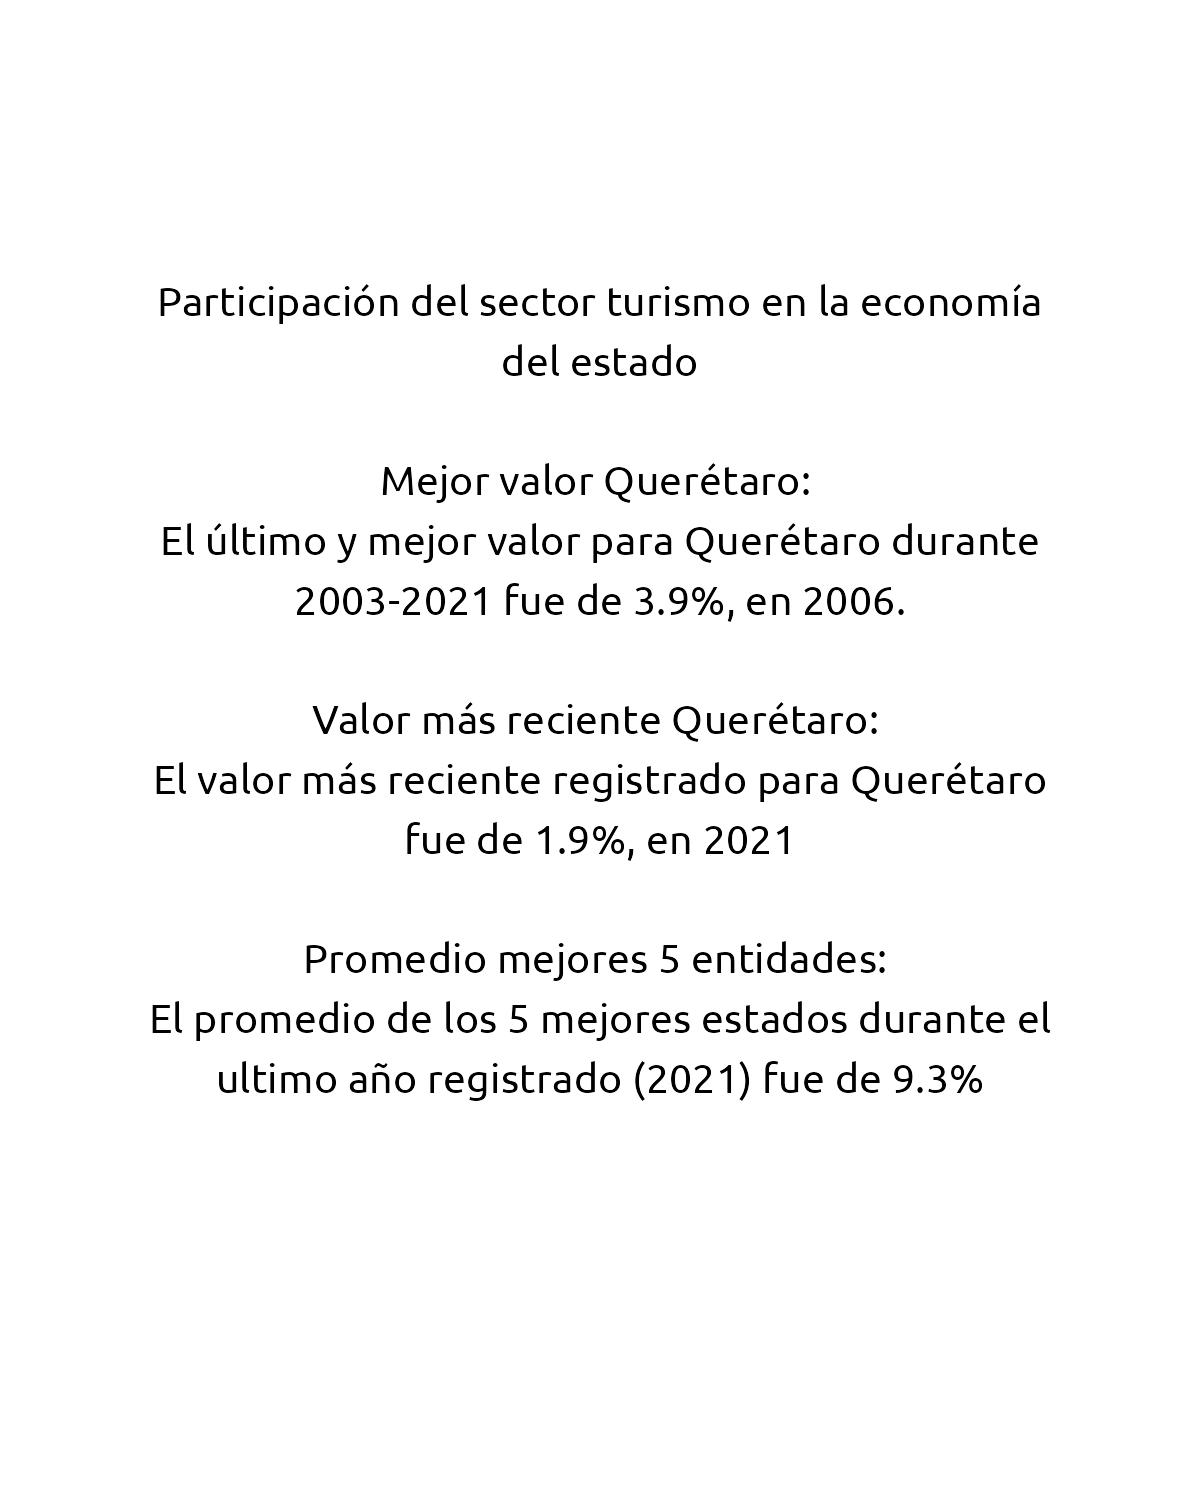 Participación del sector turismo en la economía
del estado
Mejor valor Querétaro:
El último y mejor valor para Querétaro durante
2003-2021 fue de 3.9%, en 2006.
Valor más reciente Querétaro:
El valor más reciente registrado para Querétaro
fue de 1.9%, en 2021
Promedio mejores 5 entidades:
El promedio de los 5 mejores estados durante el
ultimo año registrado (2021) fue de 9.3%